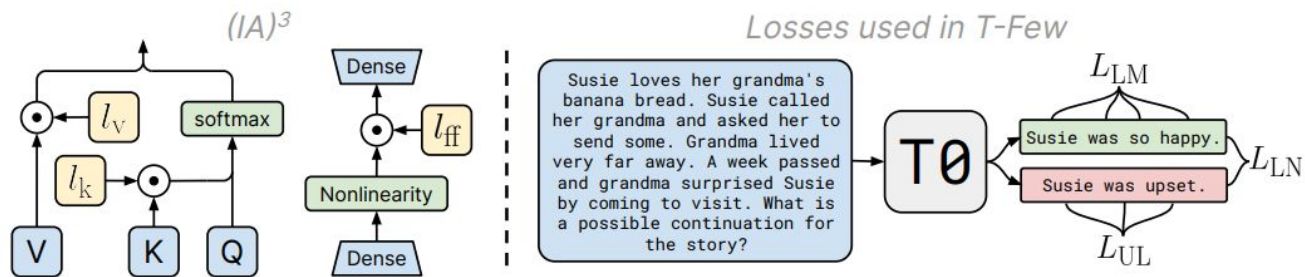 (IA)³
Losses used in T-Few
l_v
softmax
l_k
V
K
Q
Dense
l_ff
Nonlinearity
Dense
Susie loves her grandma's
banana bread. Susie called
her grandma and asked her to
send some. Grandma lived
very far away. A week passed
and grandma surprised Susie
by coming to visit. What is
a possible continuation for
the story?
T0
L_LM
Susie was so happy.
L_LN
Susie was upset.
L_UL